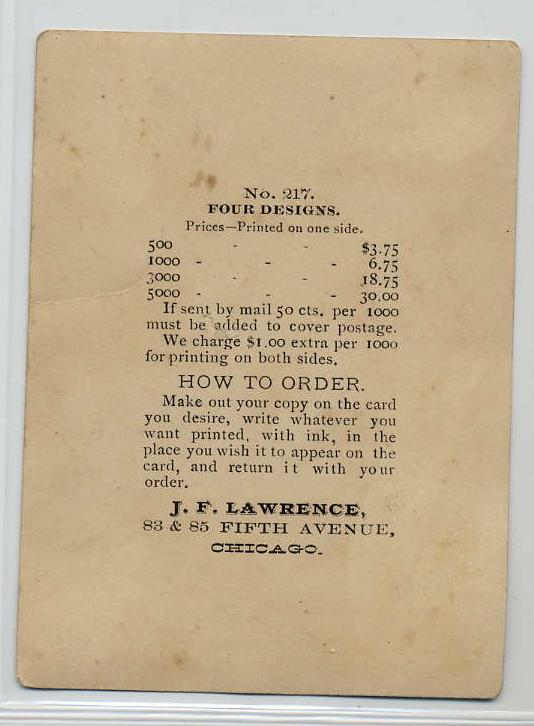 No. 217.
FOUR DESIGNS.
Prices—Printed on one side.
500 - - $3.75
1000 - - - 6.75
3000 - - - 18.75
5000 - - - 30.00
If sent by mail 50 cts. per 1000
must be added to cover postage.
We charge $1.00 extra per 1000
for printing on both sides.
HOW TO ORDER.
Make out your copy on the card
you desire, write whatever you
want printed, with ink, in the
place you wish it to appear on the
card, and return it with your
order.
J. F. LAWRENCE,
83 & 85 FIFTH AVENUE,
CHICAGO.